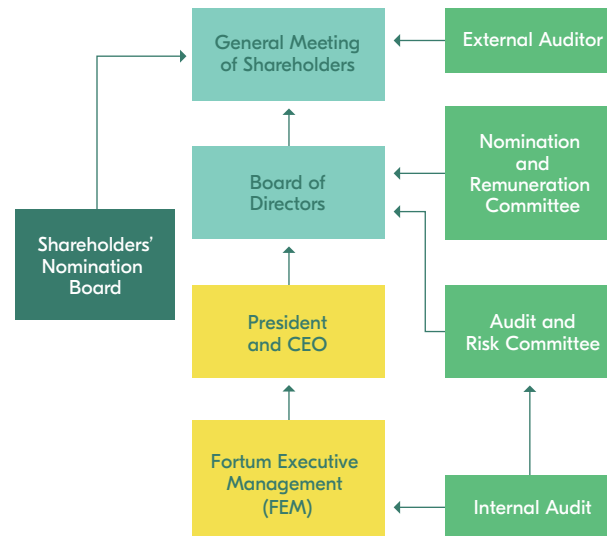 General Meeting
of Shareholders
External Auditor
Nomination
and
Remuneration
Committee
Board of
Directors
Shareholders’
Nomination
Board
President
and CEO
Audit and
Risk Committee
Fortum Executive
Management
(FEM)
Internal Audit